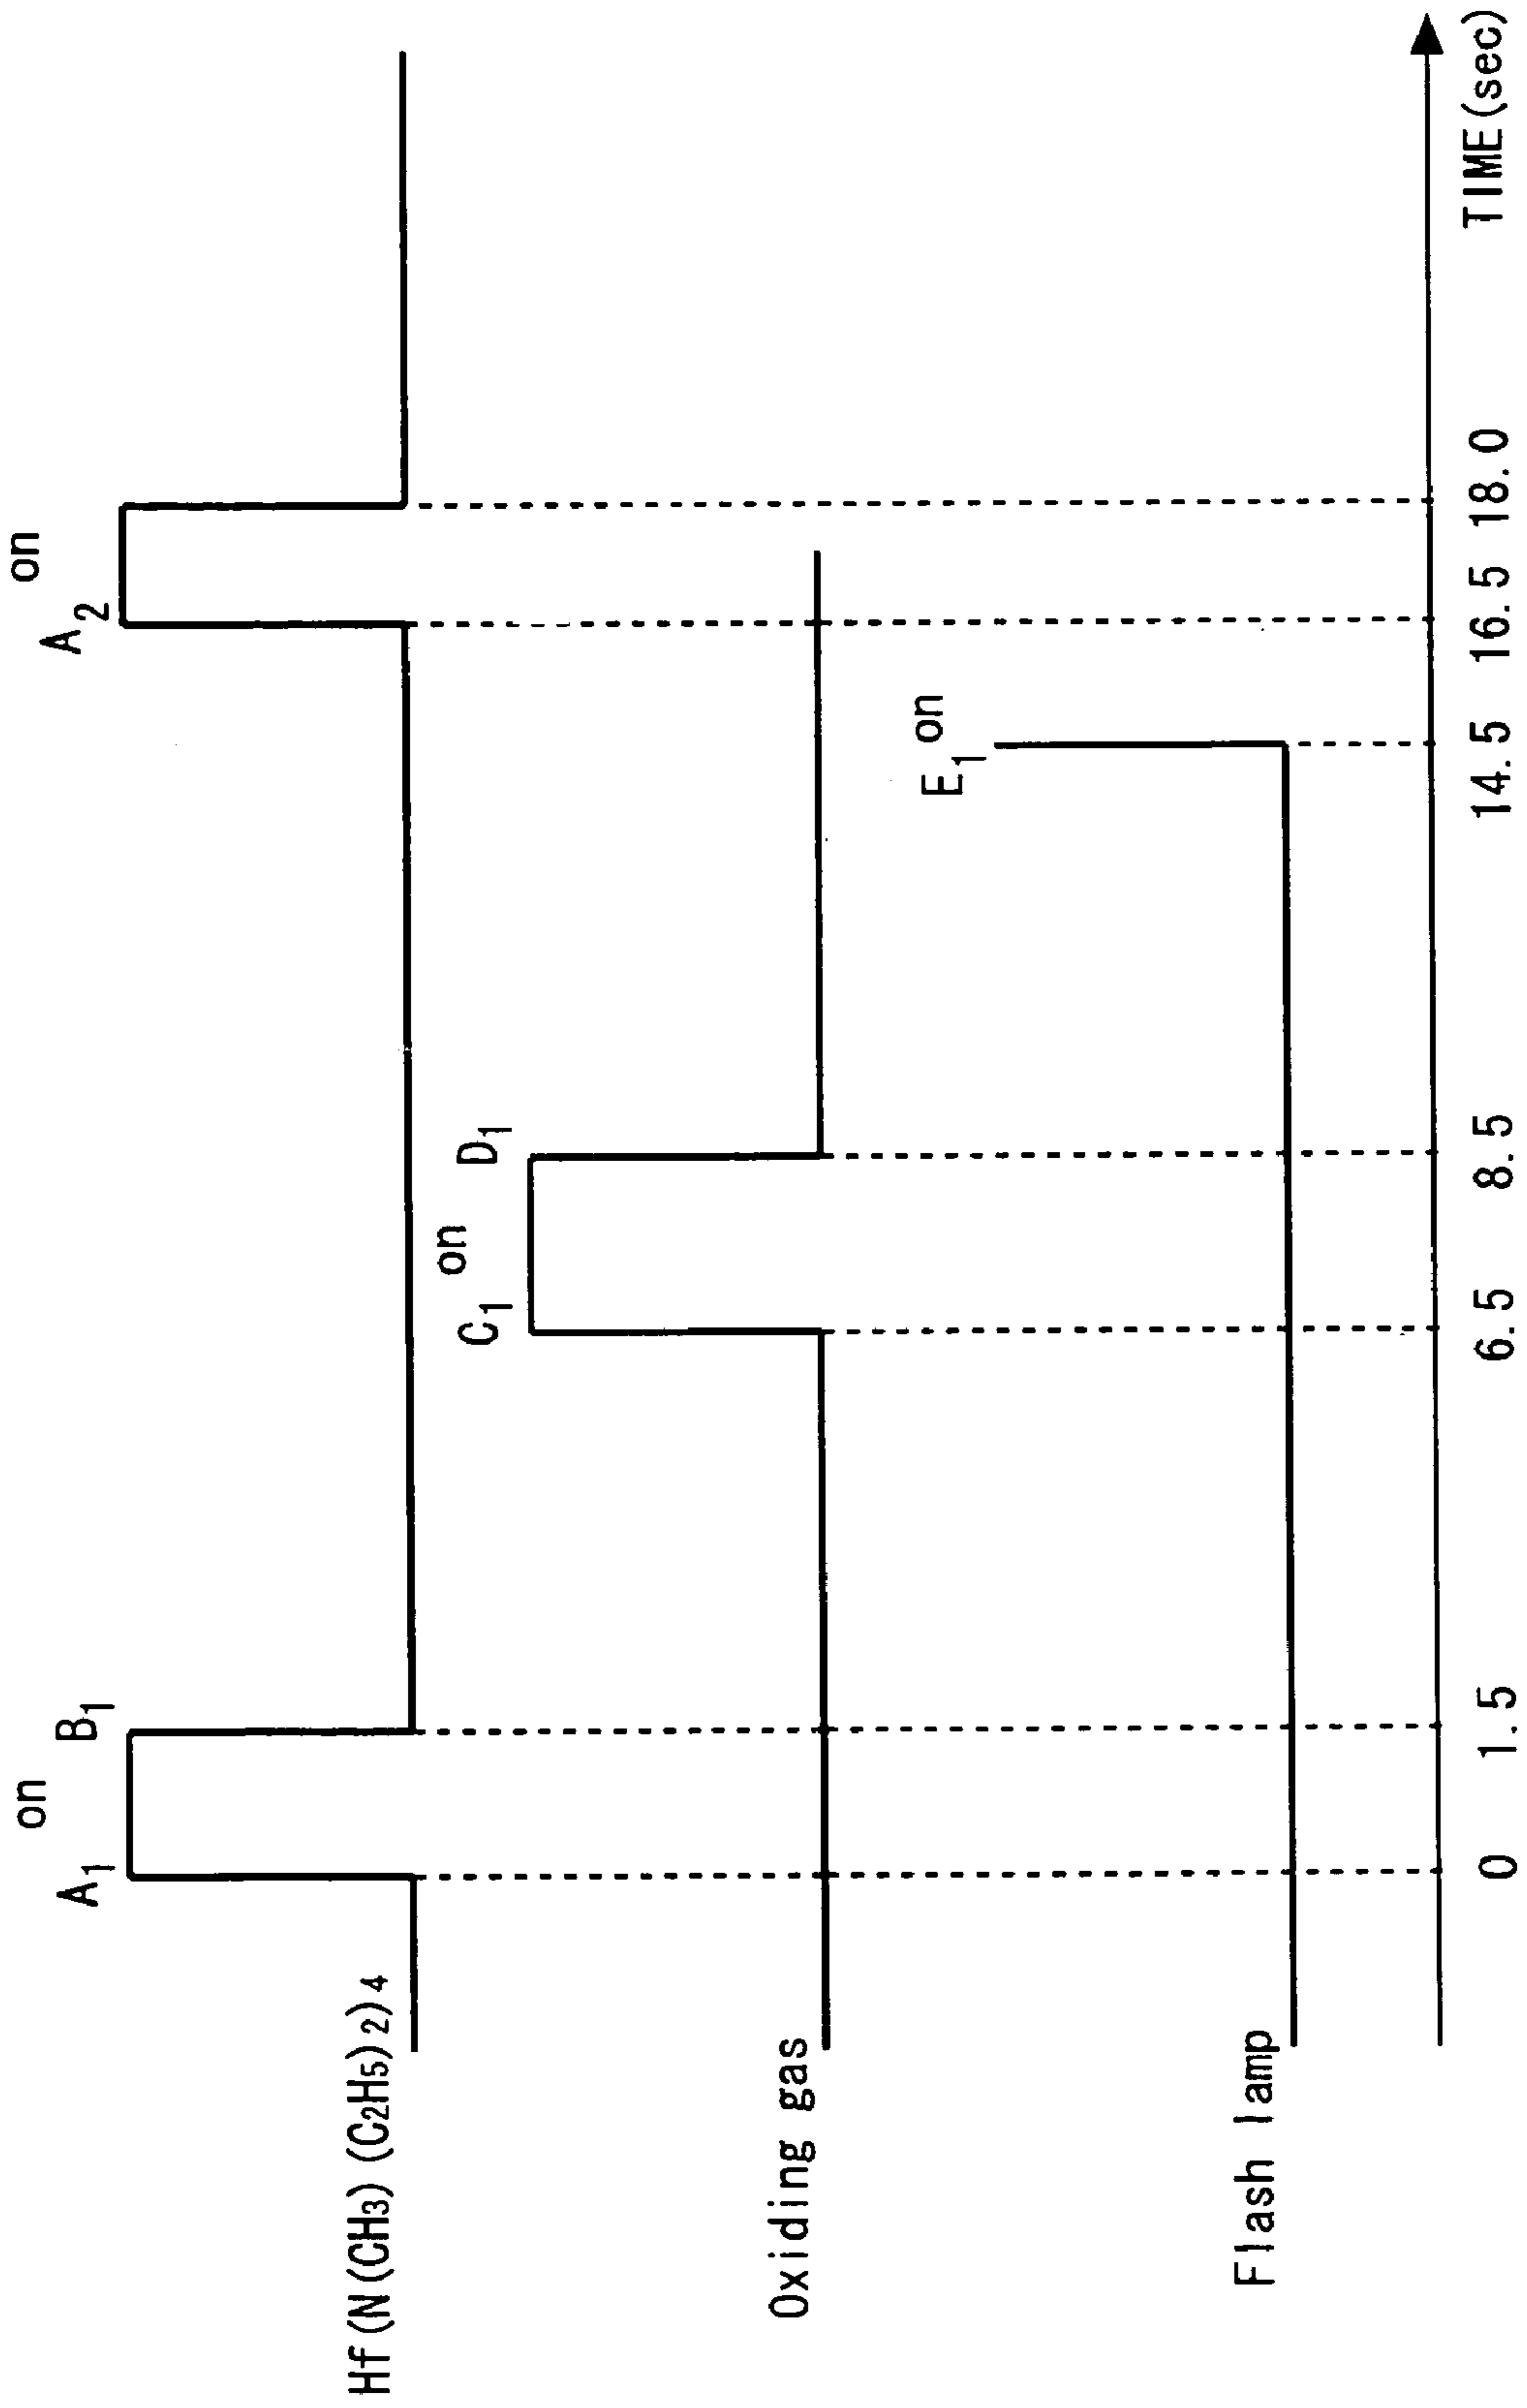 on
A1 B1
on
A2
Hf(N(CH3)(C2H5)2)4
on
C1 D1
Oxiding gas
E1 on
Flash lamp
0 1.5 6.5 8.5 14.5 16.5 18.0
TIME(sec)